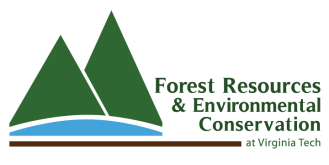 Forest Resources
& Environmental
Conservation
at Virginia Tech